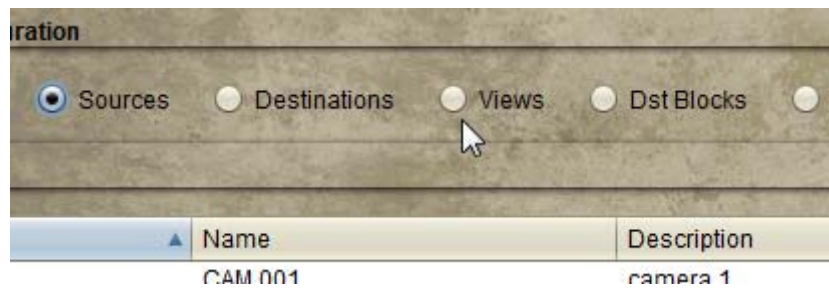 uration
Sources Destinations Views Dst Blocks
Name Description
CAM 001 camera 1